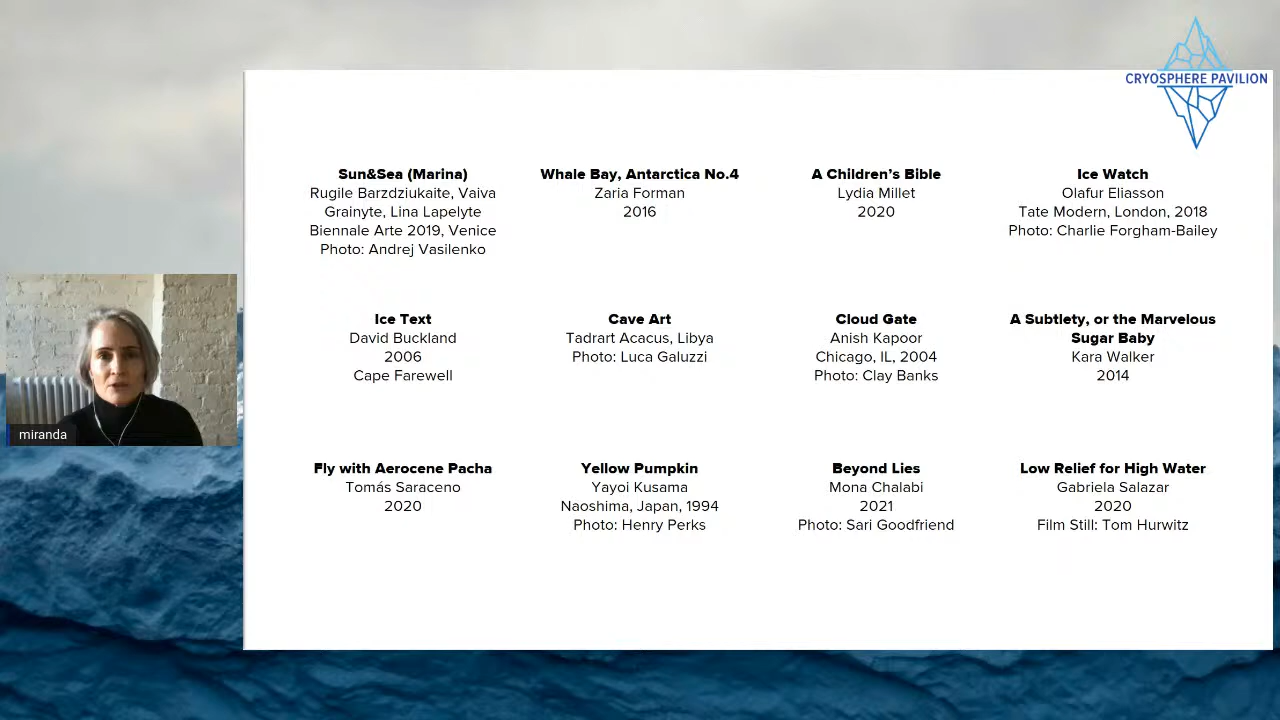 CRYOSPHERE PAVILION
Sun&Sea (Marina)
Rugile Barzdziukaite, Vaiva
Grainyte, Lina Lapelyte
Biennale Arte 2019, Venice
Photo: Andrej Vasilenko
Whale Bay, Antarctica No.4
Zaria Forman
2016
A Children’s Bible
Lydia Millet
2020
Ice Watch
Olafur Eliasson
Tate Modern, London, 2018
Photo: Charlie Forgham-Bailey
Ice Text
David Buckland
2006
Cape Farewell
Cave Art
Tadrart Acacus, Libya
Photo: Luca Galuzzi
Cloud Gate
Anish Kapoor
Chicago, IL, 2004
Photo: Clay Banks
A Subtlety, or the Marvelous
Sugar Baby
Kara Walker
2014
Fly with Aerocene Pacha
Tomás Saraceno
2020
Yellow Pumpkin
Yayoi Kusama
Naoshima, Japan, 1994
Photo: Henry Perks
Beyond Lies
Mona Chalabi
2021
Photo: Sari Goodfriend
Low Relief for High Water
Gabriela Salazar
2020
Film Still: Tom Hurwitz
miranda